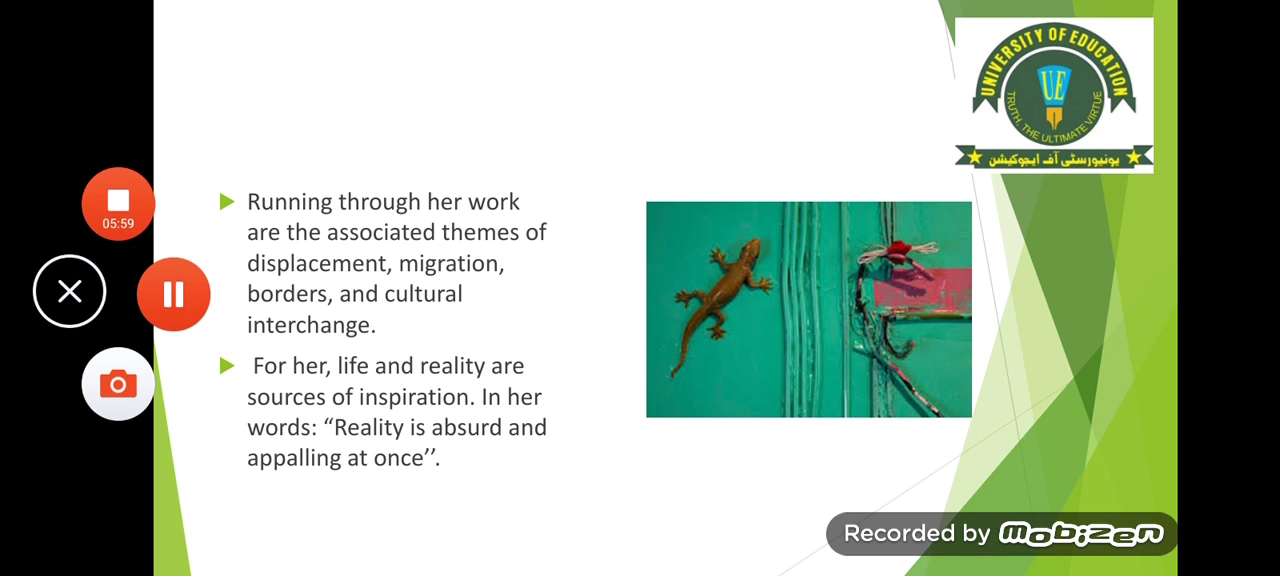 UNIVERSITY OF EDUCATION
UE
TRUTH, THE ULTIMATE VIRTUE
یونیورسٹی آف ایجوکیشن
05:59
Running through her work
are the associated themes of
displacement, migration,
borders, and cultural
interchange.
For her, life and reality are
sources of inspiration. In her
words: “Reality is absurd and
appalling at once’’.
Recorded by Mobizen